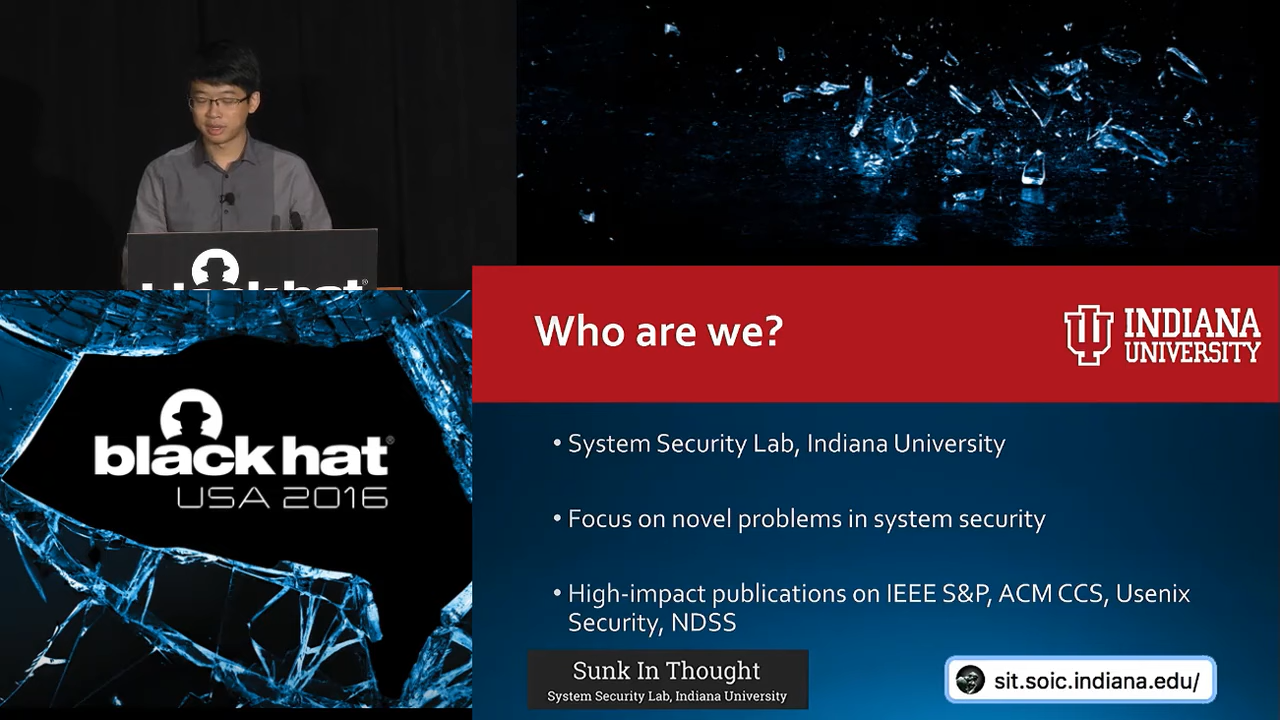 black hat®
Who are we?
INDIANA
UNIVERSITY
black hat®
USA 2016
• System Security Lab, Indiana University
• Focus on novel problems in system security
• High-impact publications on IEEE S&P, ACM CCS, Usenix
Security, NDSS
Sunk In Thought
System Security Lab, Indiana University
sit.soic.indiana.edu/